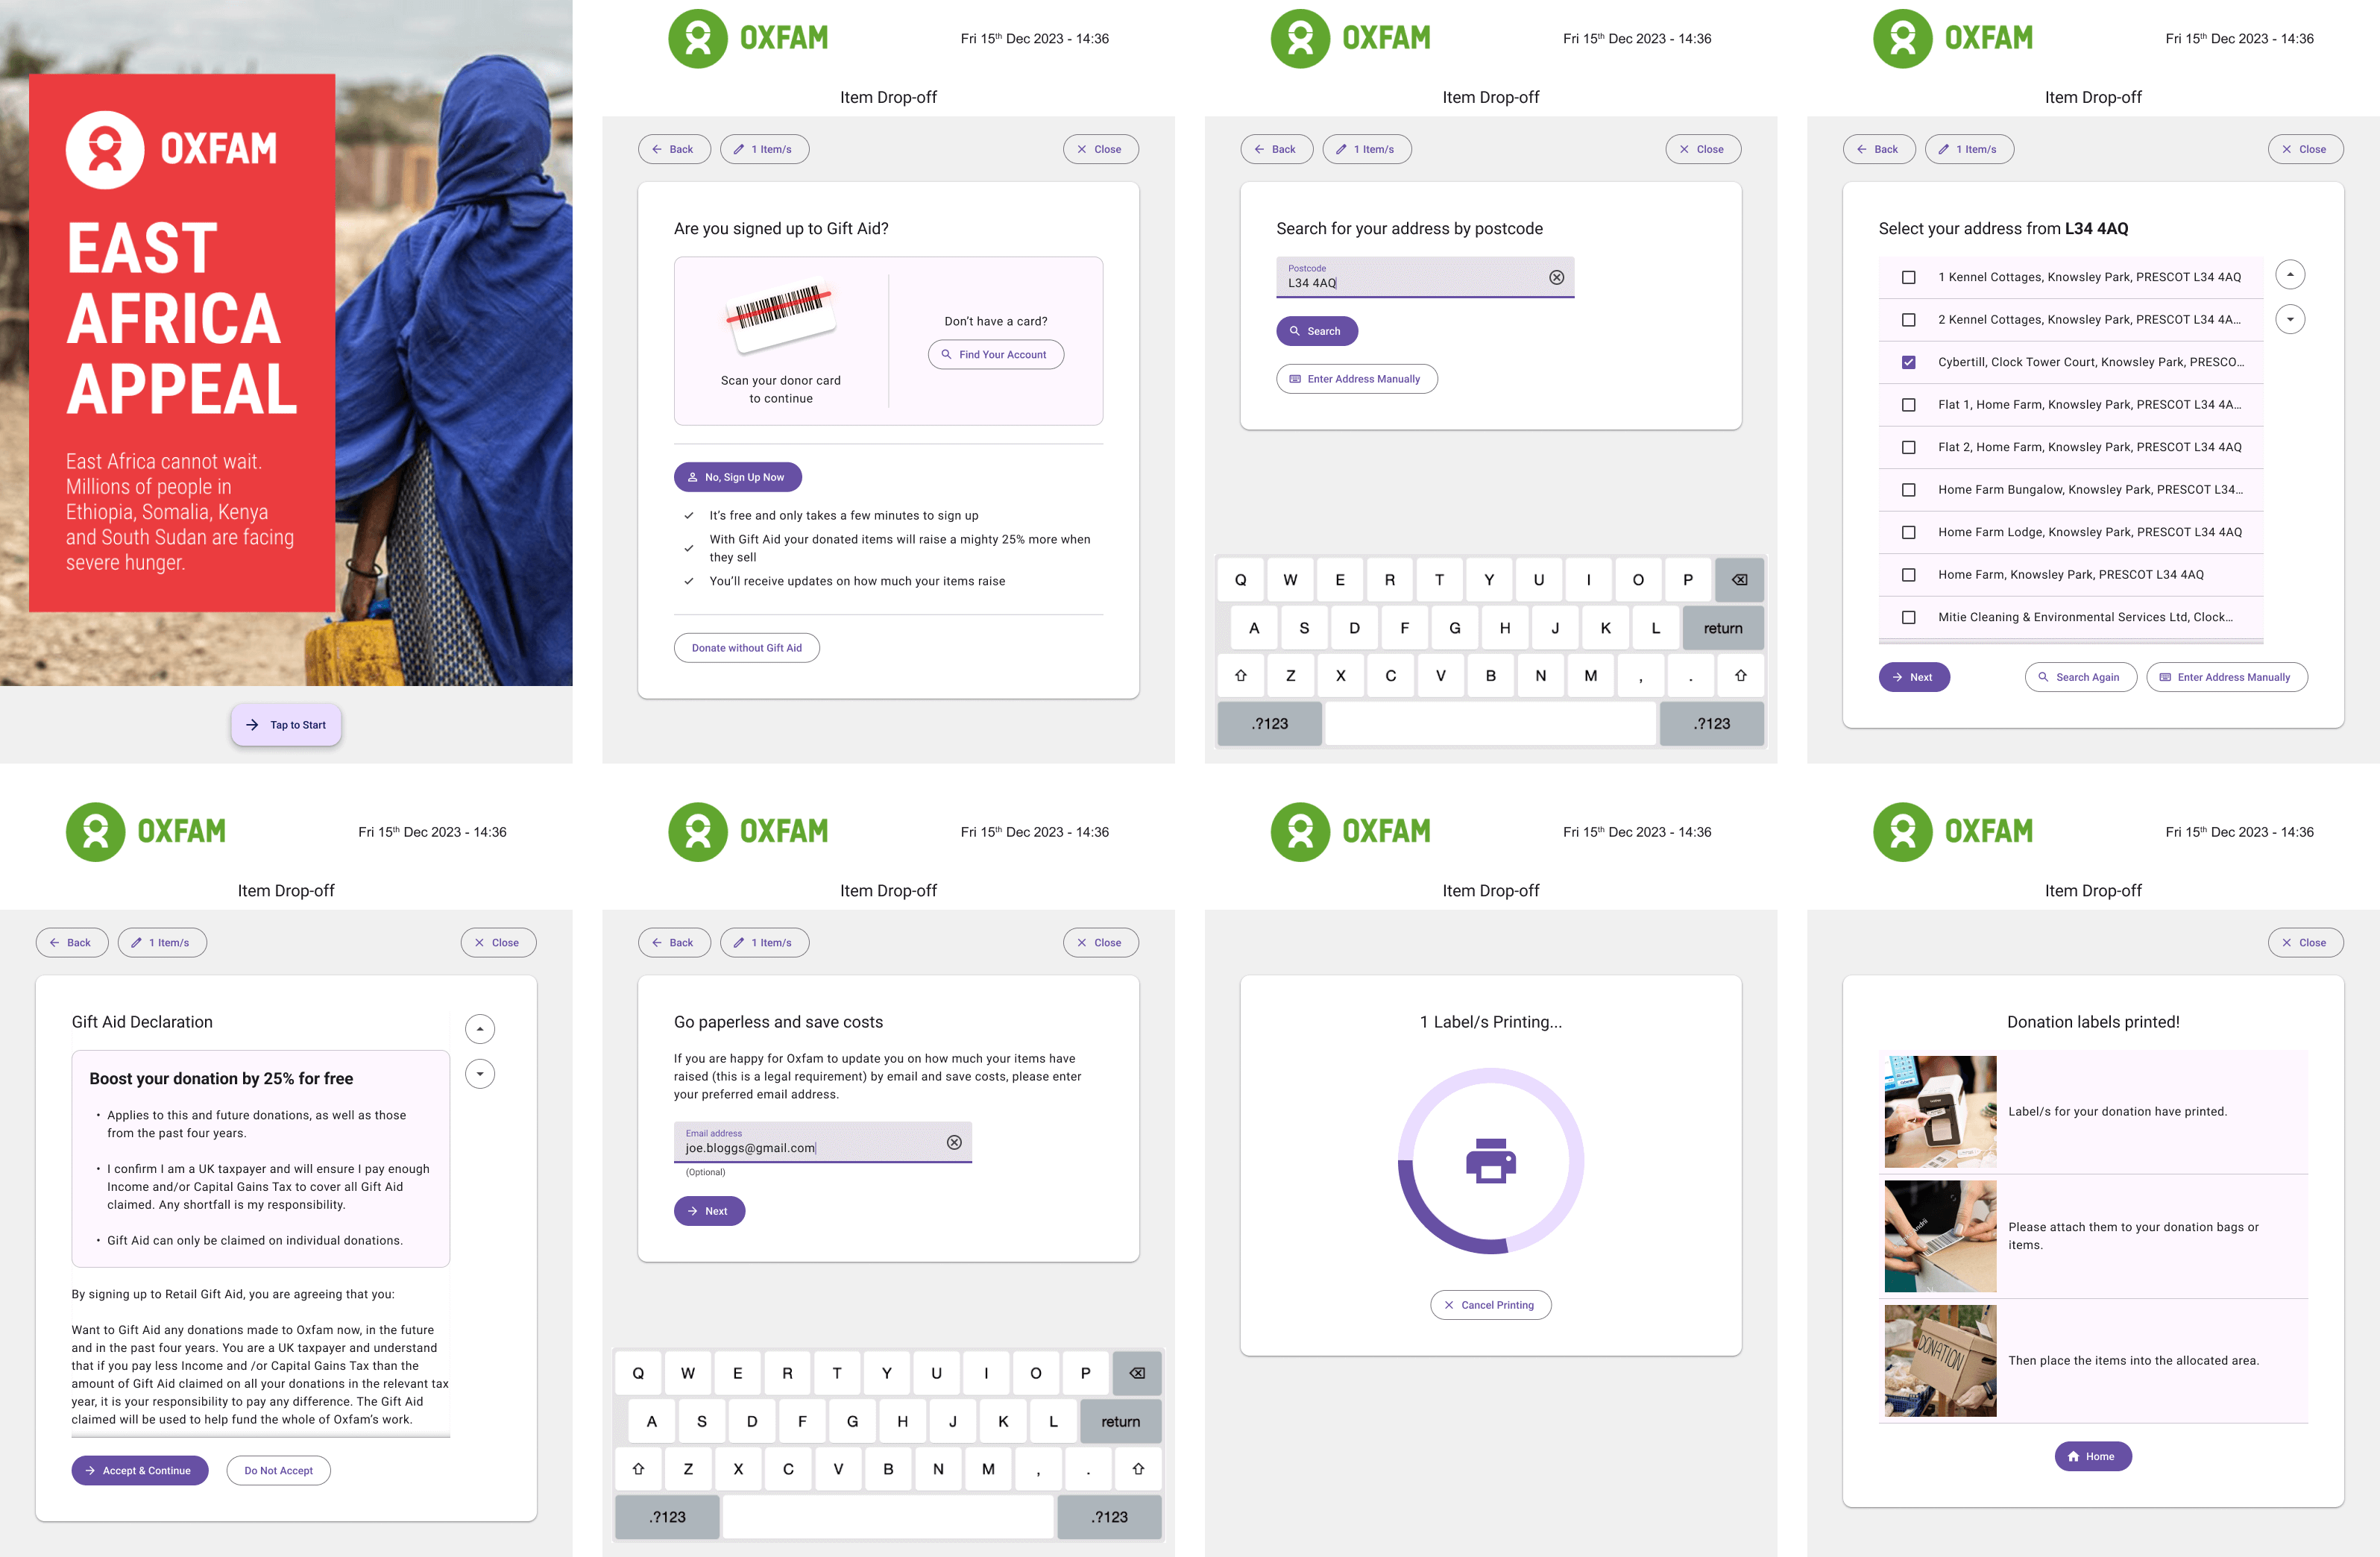 OXFAM
EAST
AFRICA
APPEAL
East Africa cannot wait.
Millions of people in
Ethiopia, Somalia, Kenya
and South Sudan are facing
severe hunger.
Tap to Start
OXFAM
Fri 15th Dec 2023 - 14:36
Item Drop-off
Back
1 Item/s
Close
Are you signed up to Gift Aid?
Scan your donor card
to continue
Don't have a card?
Find Your Account
No, Sign Up Now
It's free and only takes a few minutes to sign up
With Gift Aid your donated items will raise a mighty 25% more when
they sell
You'll receive updates on how much your items raise
Donate without Gift Aid
OXFAM
Fri 15th Dec 2023 - 14:36
Item Drop-off
Back
1 Item/s
Close
Search for your address by postcode
Postcode
L34 4AQ
Search
Enter Address Manually
Q W E R T Y U I O P
A S D F G H J K L return
Z X C V B N M , .
.?123 .?123
OXFAM
Fri 15th Dec 2023 - 14:36
Item Drop-off
Back
1 Item/s
Close
Select your address from L34 4AQ
1 Kennel Cottages, Knowsley Park, PRESCOT L34 4AQ
2 Kennel Cottages, Knowsley Park, PRESCOT L34 4A...
Cybertill, Clock Tower Court, Knowsley Park, PRESCO...
Flat 1, Home Farm, Knowsley Park, PRESCOT L34 4A...
Flat 2, Home Farm, Knowsley Park, PRESCOT L34 4AQ
Home Farm Bungalow, Knowsley Park, PRESCOT L34...
Home Farm Lodge, Knowsley Park, PRESCOT L34 4AQ
Home Farm, Knowsley Park, PRESCOT L34 4AQ
Mitie Cleaning & Environmental Services Ltd, Clock...
Next
Search Again
Enter Address Manually
OXFAM
Fri 15th Dec 2023 - 14:36
Item Drop-off
Back
1 Item/s
Close
Gift Aid Declaration
Boost your donation by 25% for free
• Applies to this and future donations, as well as those
from the past four years.
• I confirm I am a UK taxpayer and will ensure I pay enough
Income and/or Capital Gains Tax to cover all Gift Aid
claimed. Any shortfall is my responsibility.
• Gift Aid can only be claimed on individual donations.
By signing up to Retail Gift Aid, you are agreeing that you:
Want to Gift Aid any donations made to Oxfam now, in the future
and in the past four years. You are a UK taxpayer and understand
that if you pay less Income and /or Capital Gains Tax than the
amount of Gift Aid claimed on all your donations in the relevant tax
year, it is your responsibility to pay any difference. The Gift Aid
claimed will be used to help fund the whole of Oxfam's work.
Accept & Continue
Do Not Accept
OXFAM
Fri 15th Dec 2023 - 14:36
Item Drop-off
Back
1 Item/s
Close
Go paperless and save costs
If you are happy for Oxfam to update you on how much your items have
raised (this is a legal requirement) by email and save costs, please enter
your preferred email address.
Email address
joe.bloggs@gmail.com
(Optional)
Next
Q W E R T Y U I O P
A S D F G H J K L return
Z X C V B N M , .
.?123 .?123
OXFAM
Fri 15th Dec 2023 - 14:36
Item Drop-off
1 Label/s Printing...
Cancel Printing
OXFAM
Fri 15th Dec 2023 - 14:36
Item Drop-off
Close
Donation labels printed!
Label/s for your donation have printed.
Please attach them to your donation bags or
items.
DONATION
Then place the items into the allocated area.
Home